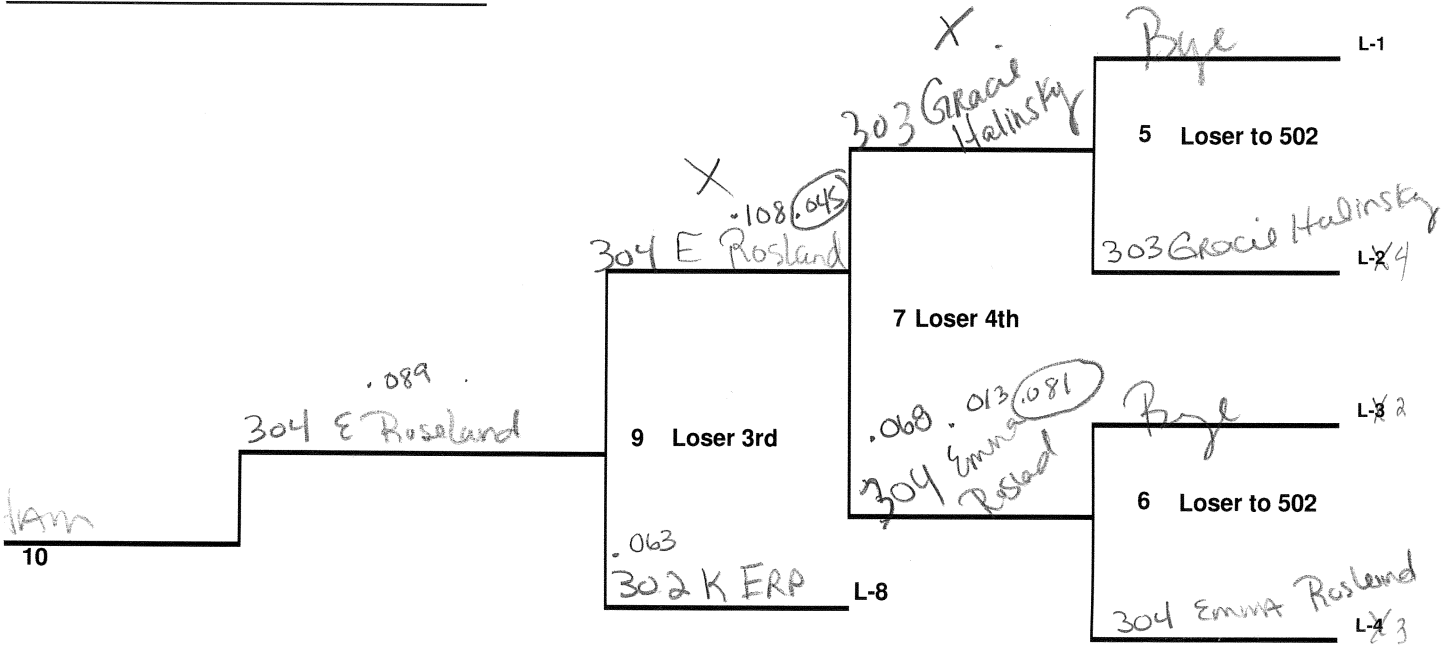 X
Bye L-1
303 Gracie
Halinsky
5 Loser to 502
X
.108 .045
304 E Rosland
303 Gracie Halinsky
L-2 4
7 Loser 4th
.089
304 E Roseland
9 Loser 3rd
.068 .013 .081
304 Emma
Roslad
Bye L-3 2
6 Loser to 502
10
.063
302 K ERP L-8
304 Emma Rosland
L-4 3